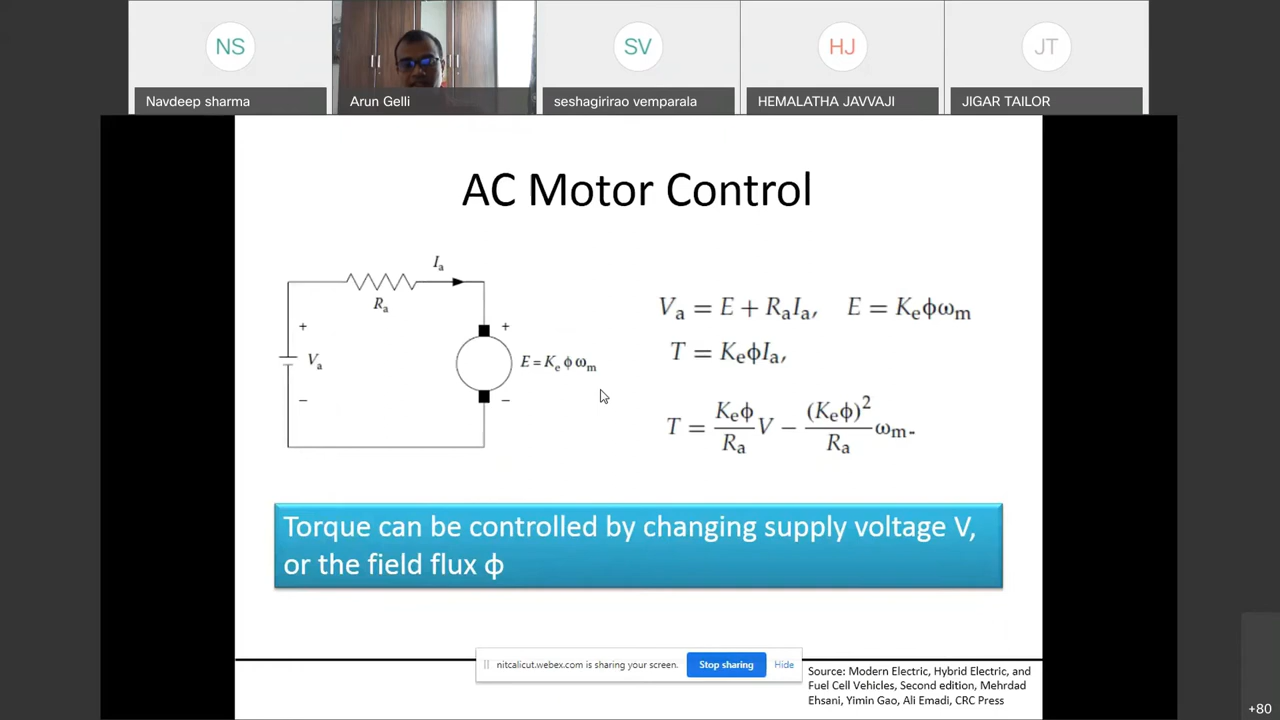 NS
SV
HJ
JT
Navdeep sharma
Arun Gelli
seshagirirao vemparala
HEMALATHA JAVVAJI
JIGAR TAILOR
AC Motor Control
Iₐ
Rₐ
+
+
Vₐ
E = Kₑ ϕ ωₘ
−
−
Vₐ = E + RₐIₐ, E = Kₑϕωₘ
T = KₑϕIₐ,
T = Kₑϕ/Rₐ V − (Kₑϕ)²/Rₐ ωₘ.
Torque can be controlled by changing supply voltage V,
or the field flux ϕ
nitcalicut.webex.com is sharing your screen.
Stop sharing
Hide
Source: Modern Electric, Hybrid Electric, and
Fuel Cell Vehicles, Second edition, Mehrdad
Ehsani, Yimin Gao, Ali Emadi, CRC Press
+80